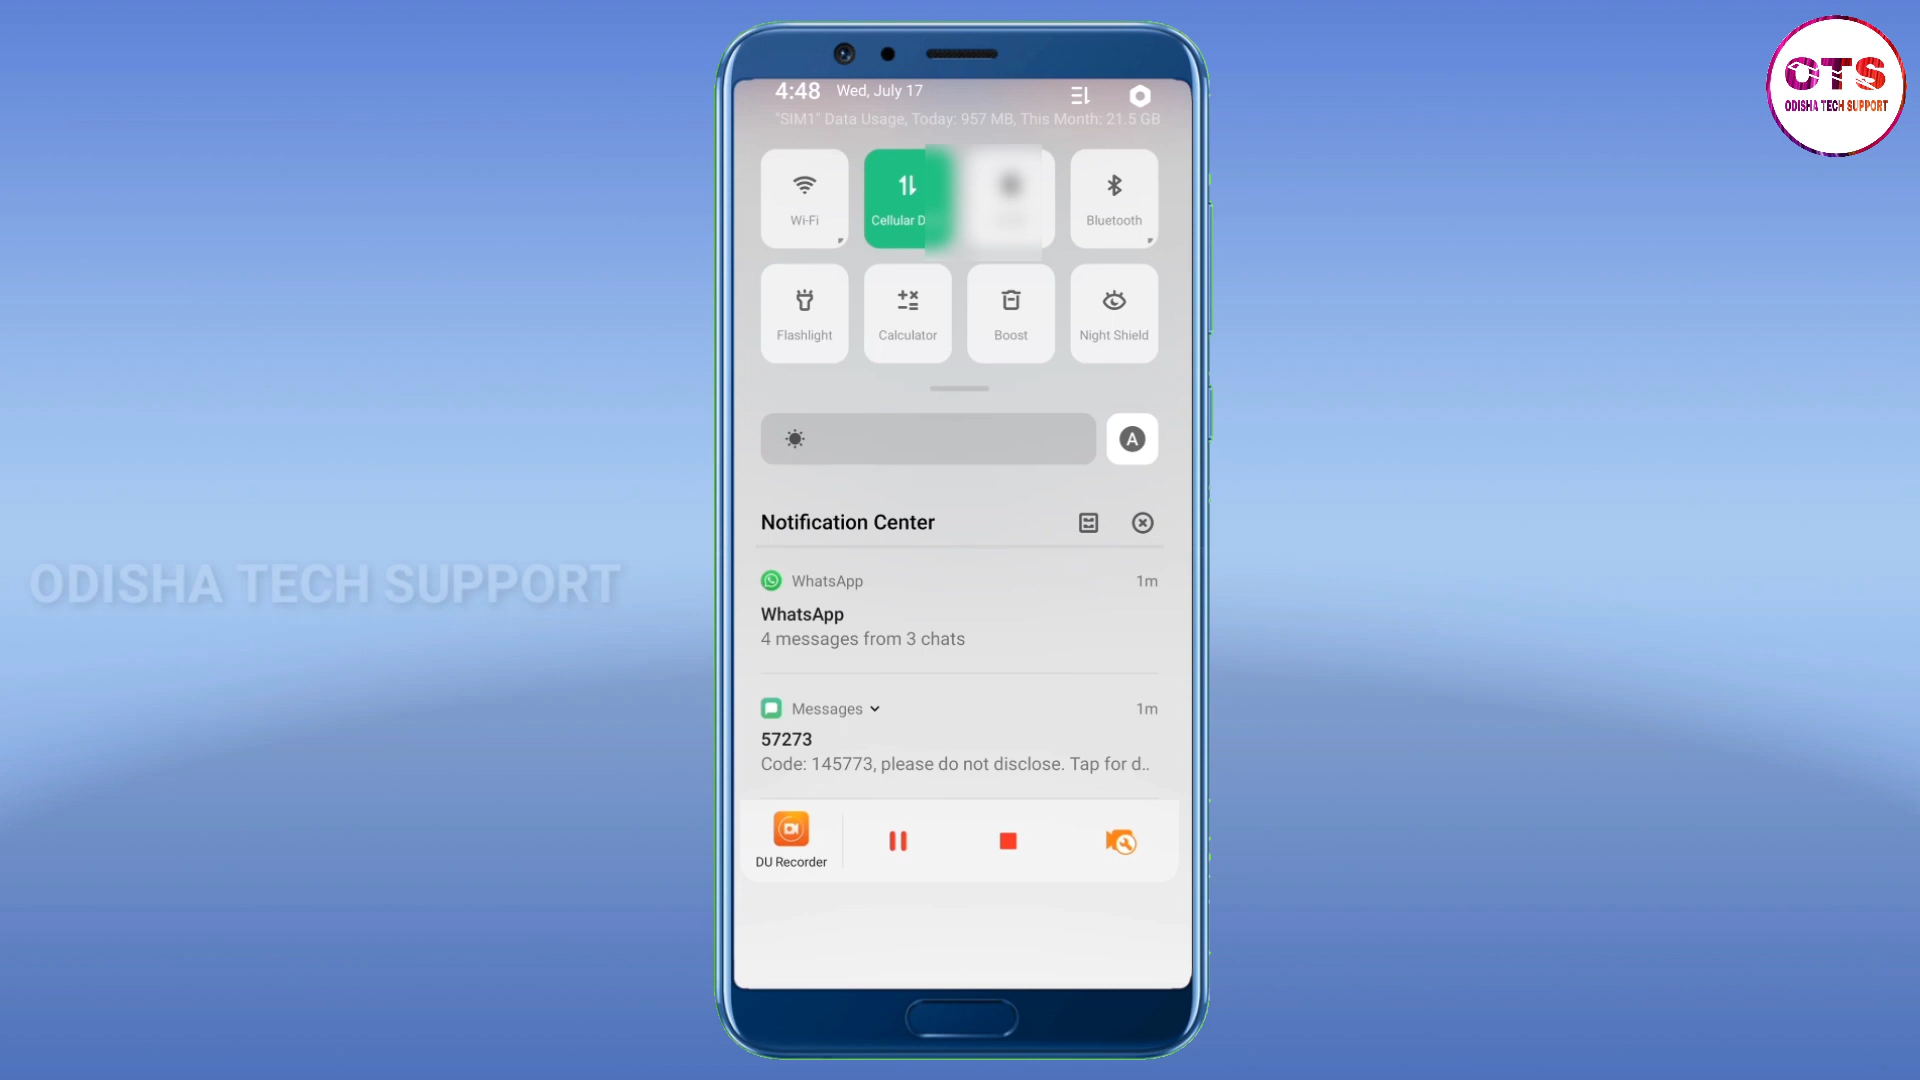 OTS
ODISHA TECH SUPPORT
4:48 Wed, July 17
"SIM1" Data Usage, Today: 957 MB, This Month: 21.5 GB
Wi-Fi
Cellular D
Bluetooth
Flashlight
Calculator
Boost
Night Shield
A
Notification Center
WhatsApp 1m
WhatsApp
4 messages from 3 chats
Messages 1m
57273
Code: 145773, please do not disclose. Tap for d..
DU Recorder
ODISHA TECH SUPPORT